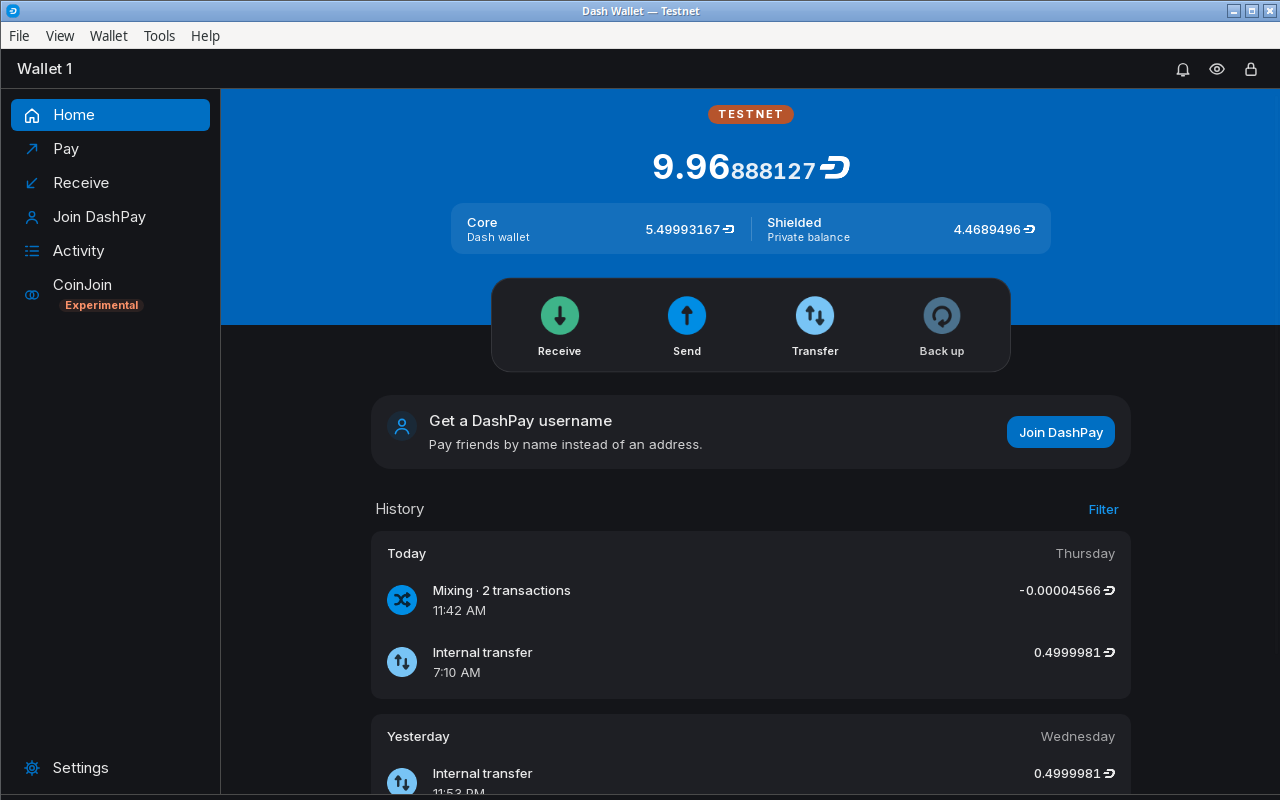 Dash Wallet — Testnet
File View Wallet Tools Help
Wallet 1
Home
Pay
Receive
Join DashPay
Activity
CoinJoin
Experimental
Settings
TESTNET
9.96888127
Core
Dash wallet
5.49993167
Shielded
Private balance
4.4689496
Receive
Send
Transfer
Back up
Get a DashPay username
Pay friends by name instead of an address.
Join DashPay
History
Filter
Today
Thursday
Mixing · 2 transactions
-0.00004566
11:42 AM
Internal transfer
0.4999981
7:10 AM
Yesterday
Wednesday
Internal transfer
0.4999981
11:53 PM